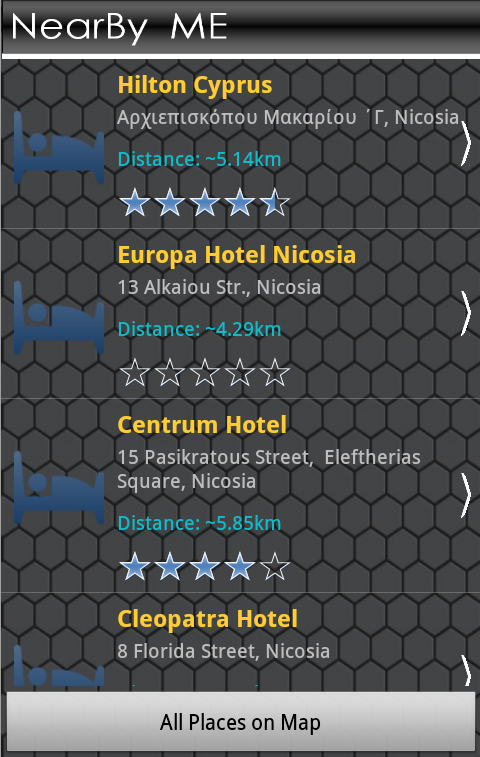 NearBy ME
Hilton Cyprus
Αρχιεπισκόπου Μακαρίου ΄Γ, Nicosia
Distance: ~5.14km
Europa Hotel Nicosia
13 Alkaiou Str., Nicosia
Distance: ~4.29km
Centrum Hotel
15 Pasikratous Street, Eleftherias
Square, Nicosia
Distance: ~5.85km
Cleopatra Hotel
8 Florida Street, Nicosia
All Places on Map